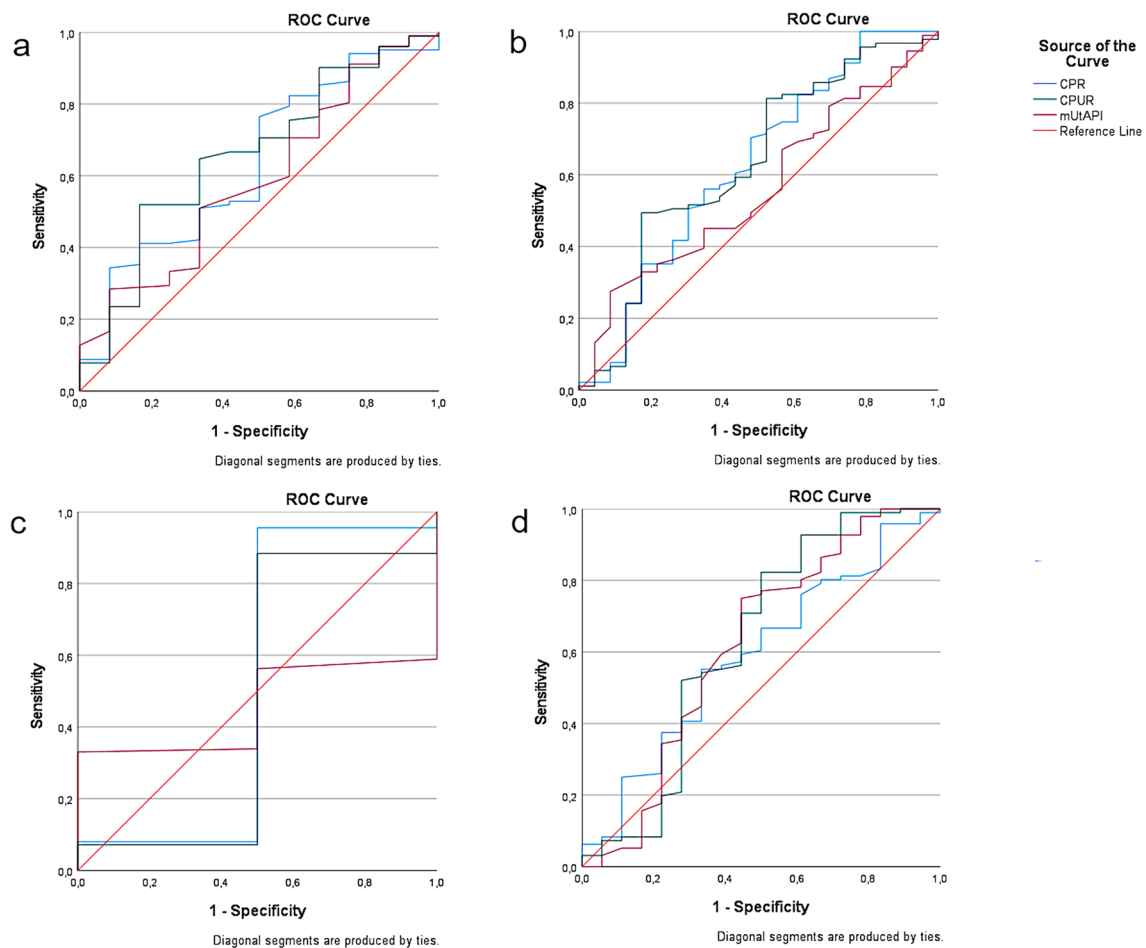 a
ROC Curve
1,0
0,8
0,6
0,4
0,2
0,0
Sensitivity
0,0 0,2 0,4 0,6 0,8 1,0
1 - Specificity
Diagonal segments are produced by ties.
b
ROC Curve
1,0
0,8
0,6
0,4
0,2
0,0
Sensitivity
0,0 0,2 0,4 0,6 0,8 1,0
1 - Specificity
Diagonal segments are produced by ties.
Source of the
Curve
CPR
CPUR
mUtAPI
Reference Line
c
ROC Curve
1,0
0,8
0,6
0,4
0,2
0,0
Sensitivity
0,0 0,2 0,4 0,6 0,8 1,0
1 - Specificity
Diagonal segments are produced by ties.
d
ROC Curve
1,0
0,8
0,6
0,4
0,2
0,0
Sensitivity
0,0 0,2 0,4 0,6 0,8 1,0
1 - Specificity
Diagonal segments are produced by ties.